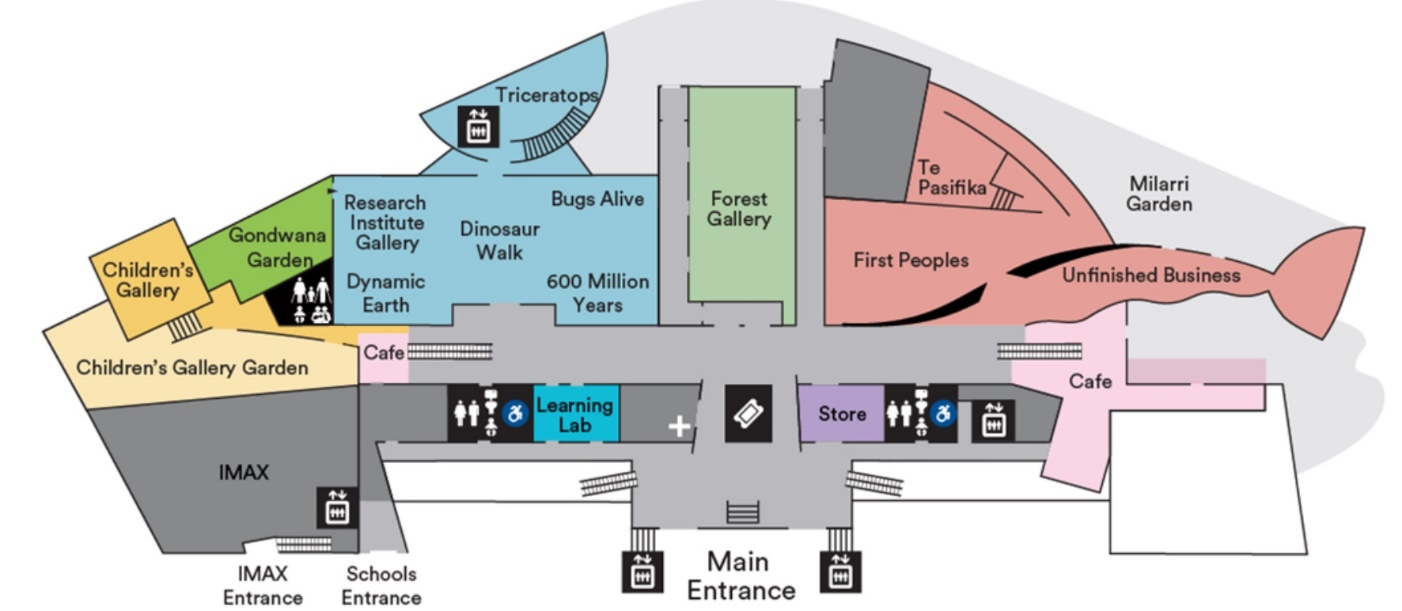 Triceratops
Research
Institute
Gallery
Bugs Alive
Dinosaur
Walk
Dynamic
Earth
600 Million
Years
Gondwana
Garden
Children's
Gallery
Children's Gallery Garden
Cafe
Forest
Gallery
Te
Pasifika
Milarri
Garden
First Peoples
Unfinished Business
Cafe
Learning
Lab
Store
IMAX
IMAX
Entrance
Schools
Entrance
Main
Entrance